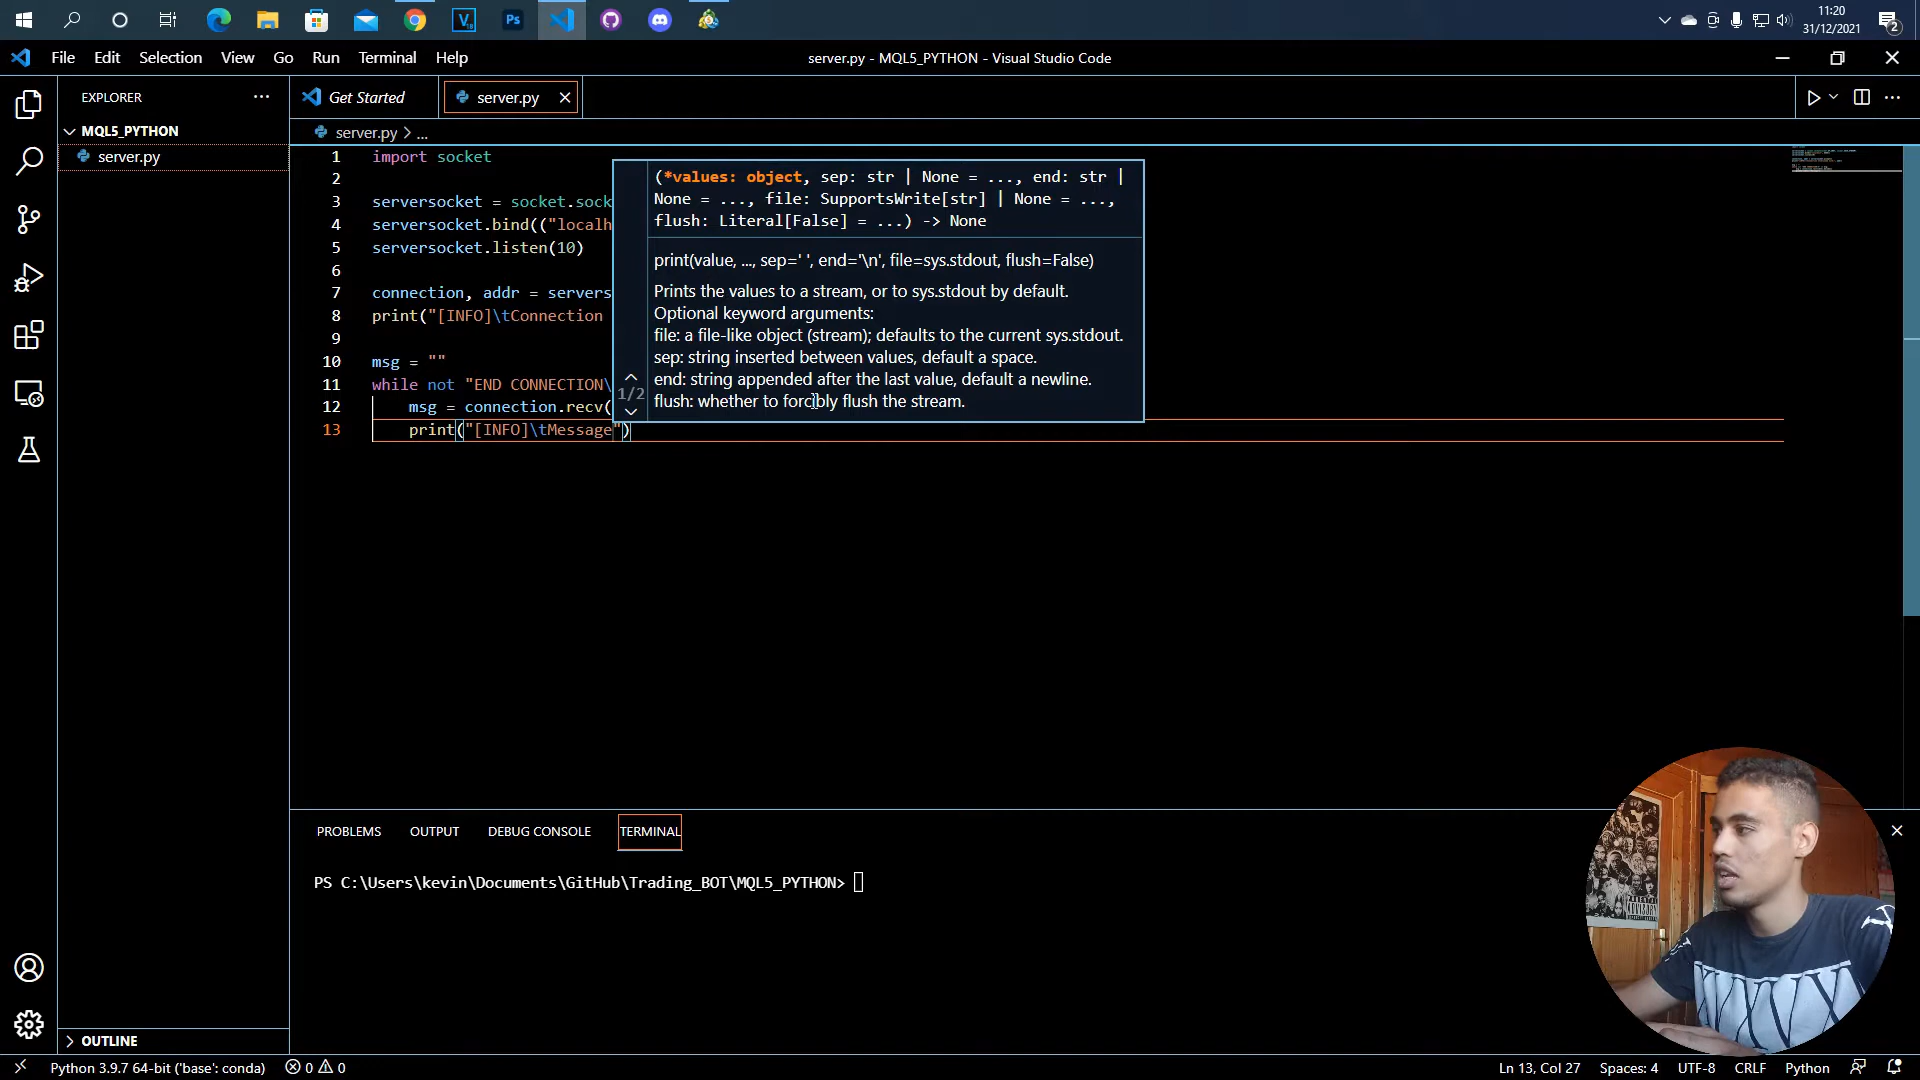 V
18
Ps
11:20
31/12/2021
2
File Edit Selection View Go Run Terminal Help
server.py - MQL5_PYTHON - Visual Studio Code
EXPLORER
Get Started
server.py
MQL5_PYTHON
server.py
server.py > ...
1 import socket
2
3 serversocket = socket.sock
4 serversocket.bind(("localh
5 serversocket.listen(10)
6
7 connection, addr = servers
8 print("[INFO]\tConnection
9
10 msg = ""
11 while not "END CONNECTION\
12 msg = connection.recv(
13 print("[INFO]\tMessage")
(*values: object, sep: str | None = ..., end: str |
None = ..., file: SupportsWrite[str] | None = ...,
flush: Literal[False] = ...) -> None
print(value, ..., sep=' ', end='\n', file=sys.stdout, flush=False)
Prints the values to a stream, or to sys.stdout by default.
Optional keyword arguments:
file: a file-like object (stream); defaults to the current sys.stdout.
sep: string inserted between values, default a space.
end: string appended after the last value, default a newline.
flush: whether to forcibly flush the stream.
1/2
PROBLEMS OUTPUT DEBUG CONSOLE TERMINAL
PS C:\Users\kevin\Documents\GitHub\Trading_BOT\MQL5_PYTHON>
OUTLINE
Python 3.9.7 64-bit ('base': conda) 0 0
Ln 13, Col 27 Spaces: 4 UTF-8 CRLF Python